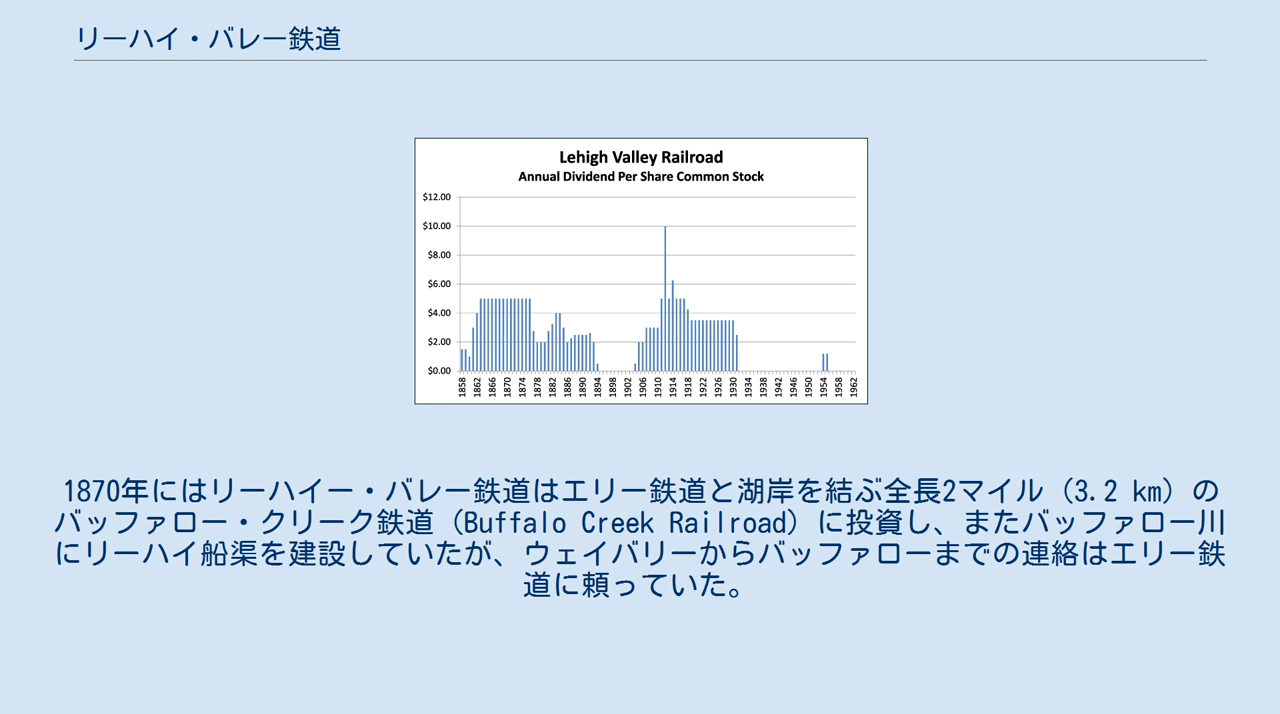 リーハイ・バレー鉄道
Lehigh Valley Railroad
Annual Dividend Per Share Common Stock
$12.00
$10.00
$8.00
$6.00
$4.00
$2.00
$0.00
1858 1862 1866 1870 1874 1878 1882 1886 1890 1894 1898 1902 1906 1910 1914 1918 1922 1926 1930 1934 1938 1942 1946 1950 1954 1958 1962
1870年にはリーハイー・バレー鉄道はエリー鉄道と湖岸を結ぶ全長2マイル（3.2 km）の
バッファロー・クリーク鉄道（Buffalo Creek Railroad）に投資し、またバッファロー川
にリーハイ船渠を建設していたが、ウェイバリーからバッファローまでの連絡はエリー鉄
道に頼っていた。